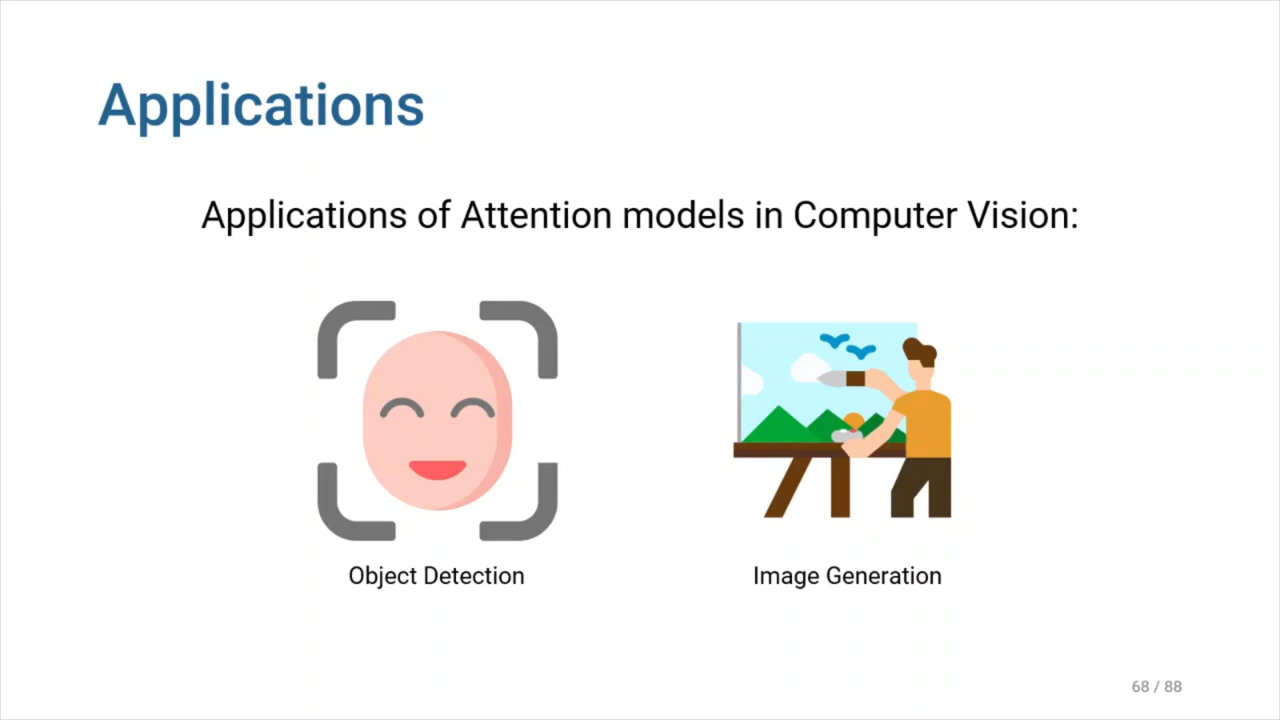 Applications
Applications of Attention models in Computer Vision:
Object Detection
Image Generation
68 / 88